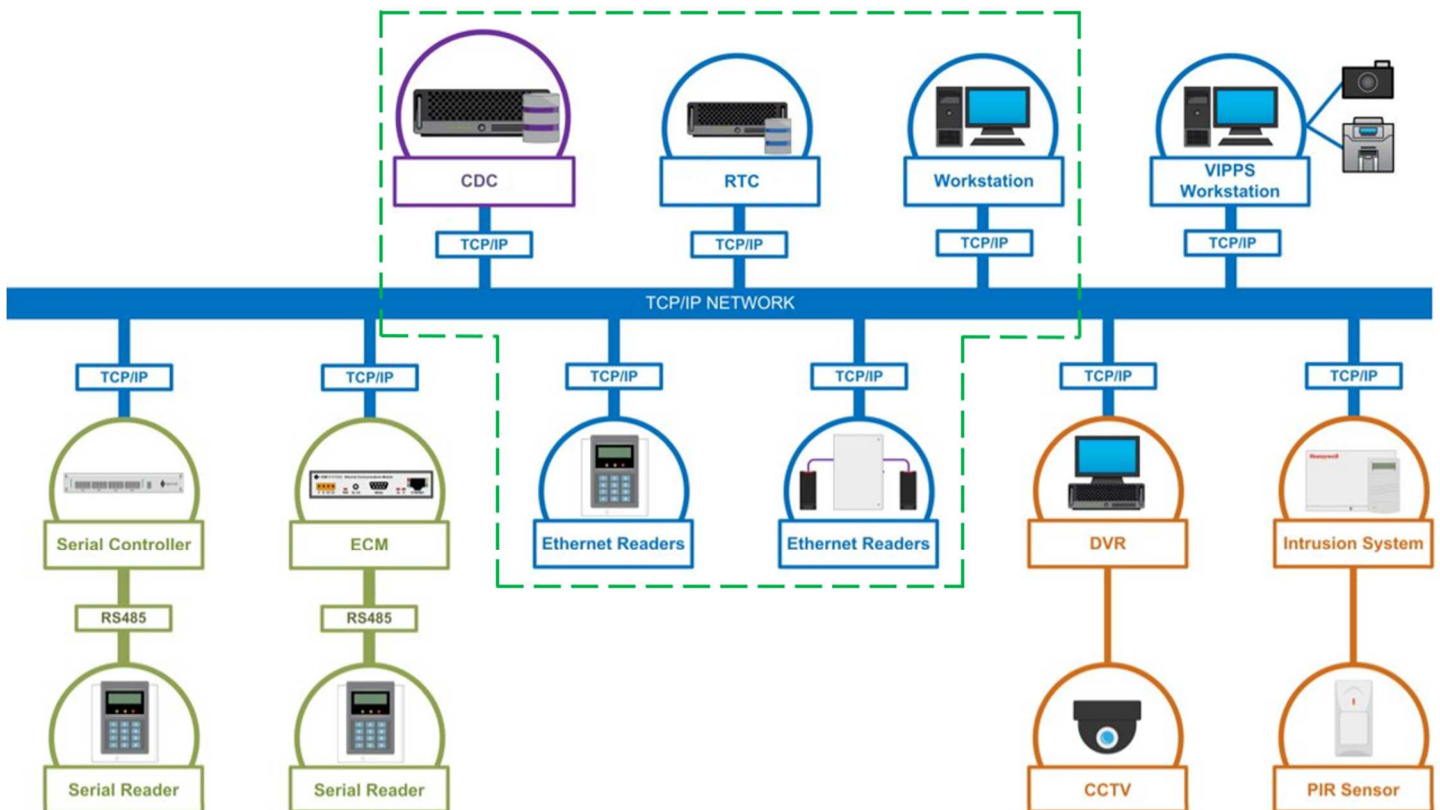 CDC
RTC
Workstation
VIPPS
Workstation
TCP/IP
TCP/IP
TCP/IP
TCP/IP
TCP/IP NETWORK
TCP/IP
TCP/IP
TCP/IP
TCP/IP
TCP/IP
TCP/IP
Honeywell
Serial Controller
ECM
Ethernet Readers
Ethernet Readers
DVR
Intrusion System
RS485
RS485
Serial Reader
Serial Reader
CCTV
PIR Sensor